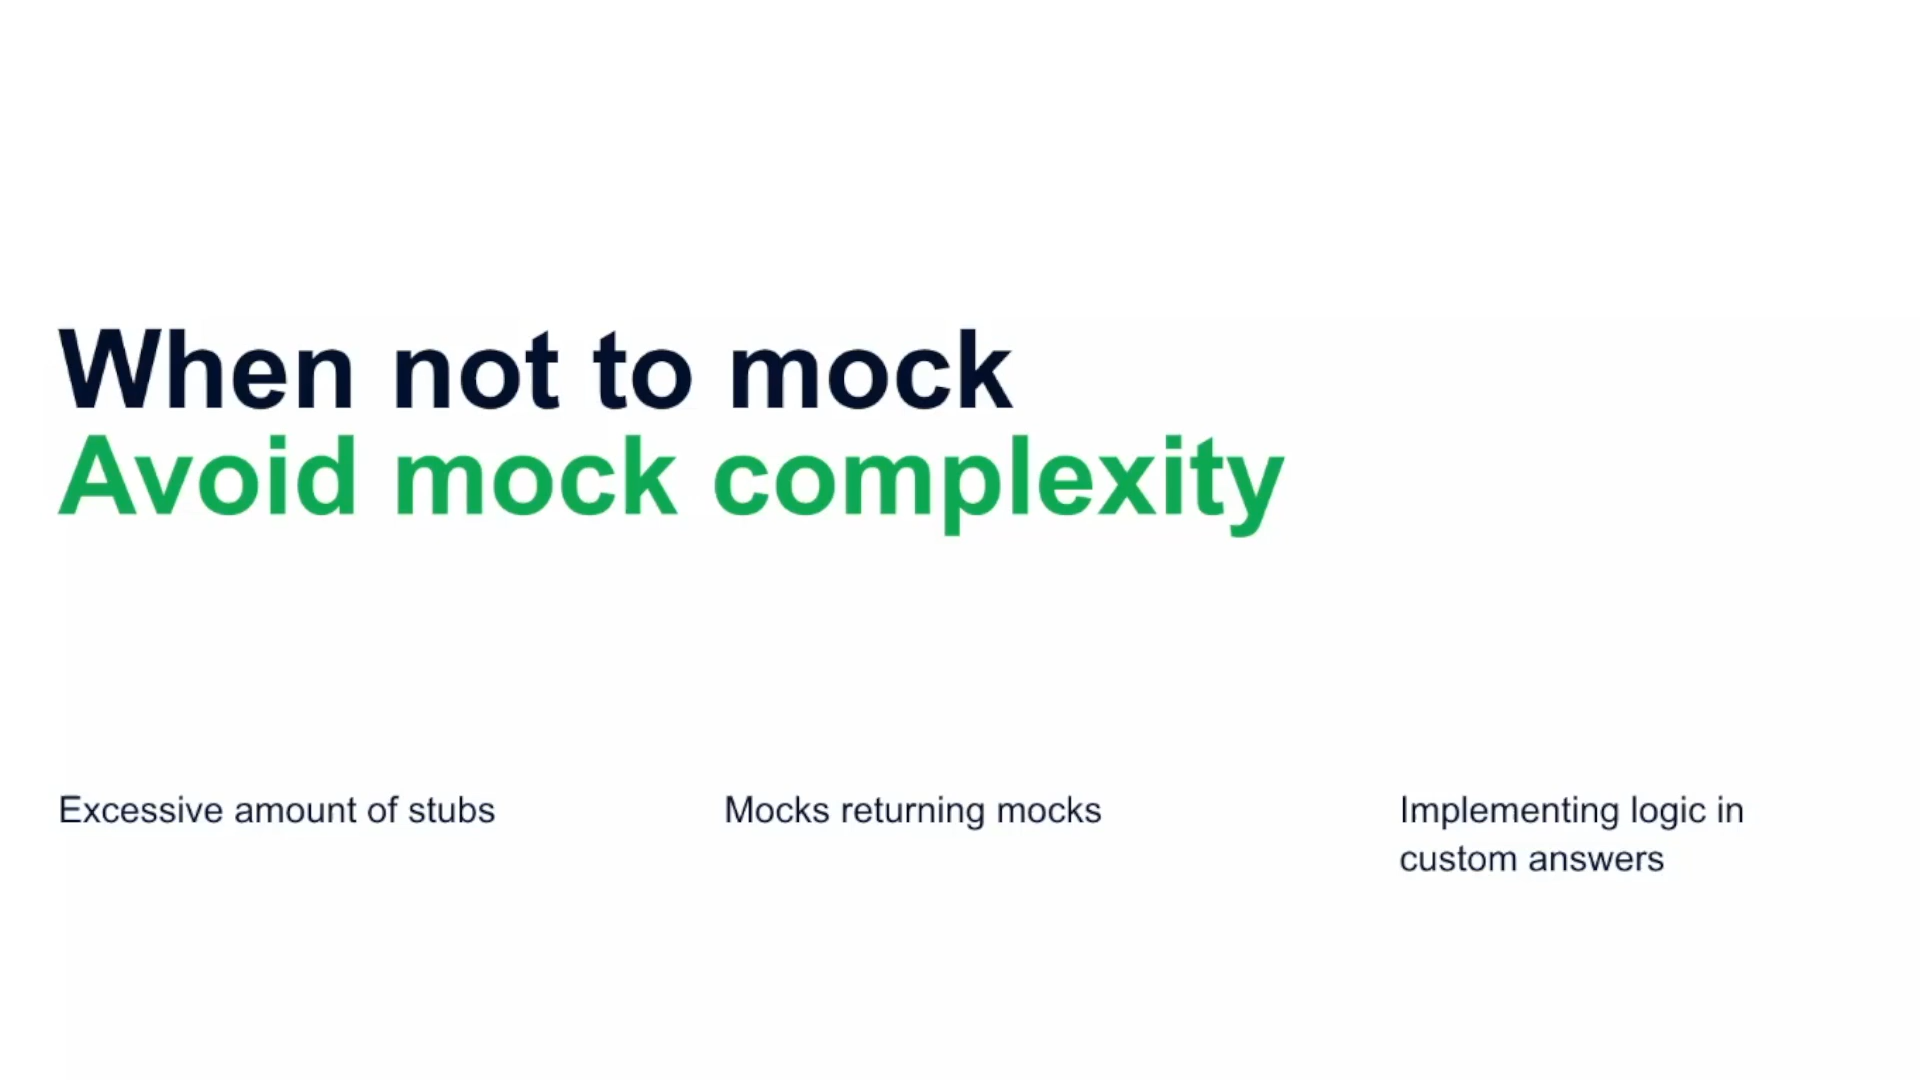 When not to mock
Avoid mock complexity
Excessive amount of stubs
Mocks returning mocks
Implementing logic in
custom answers